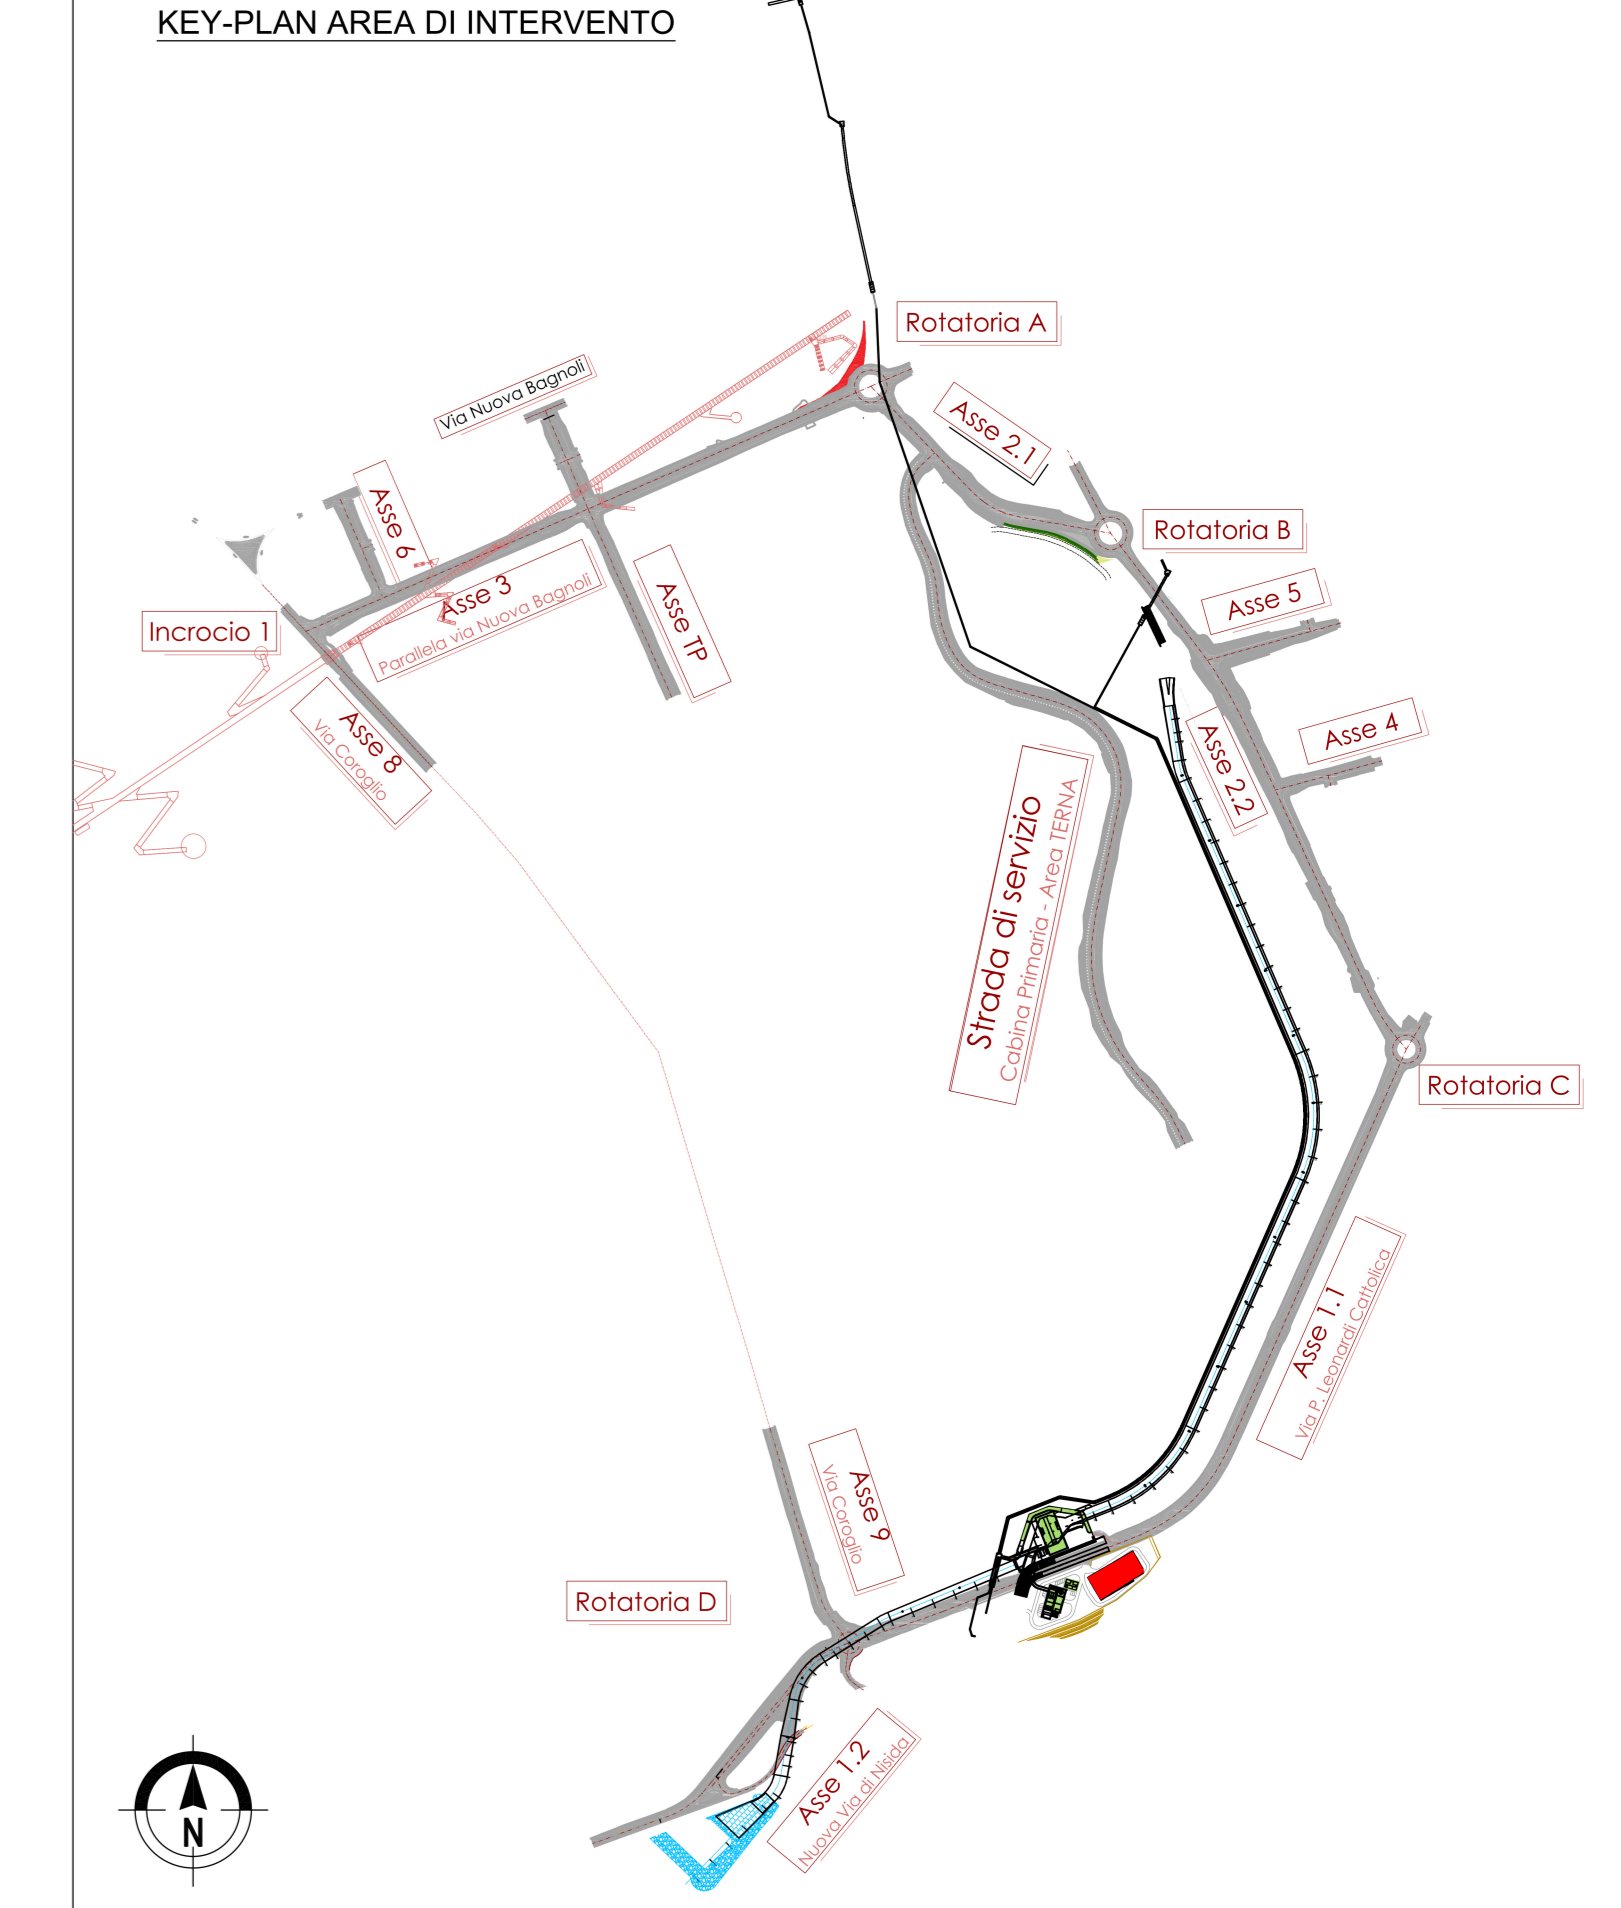 KEY-PLAN AREA DI INTERVENTO
Rotatoria A
Via Nuova Bagnoli
Asse 2.1
Asse 6
Rotatoria B
Asse 3
Parallela via Nuova Bagnoli
Asse TP
Asse 5
Incrocio 1
Asse 8
Via Coroglio
Asse 4
Asse 2.2
Strada di servizio
Cabina Primaria - Area TERNA
Rotatoria C
Asse 1.1
Via P. Leonardi Cattolica
Asse 9
Via Coroglio
Rotatoria D
Asse 1.2
Nuova Via di Nisida
N